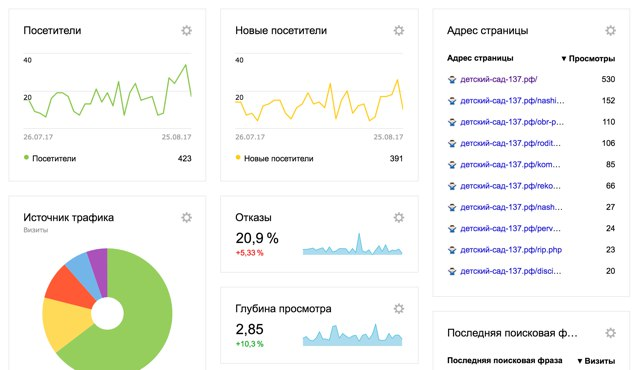 Посетители
40
20
26.07.17 25.08.17
Посетители 423
Новые посетители
40
20
26.07.17 25.08.17
Новые посетители 391
Адрес страницы
Адрес страницы ▼ Просмотры
детский-сад-137.рф/ 530
детский-сад-137.рф/nashi... 152
детский-сад-137.рф/obr-p... 110
детский-сад-137.рф/rodit... 106
детский-сад-137.рф/kom... 85
детский-сад-137.рф/reko... 66
детский-сад-137.рф/nash... 27
детский-сад-137.рф/perv... 24
детский-сад-137.рф/rip.php 23
детский-сад-137.рф/disci... 20
Источник трафика
Визиты
Отказы
20,9 %
+5,33 %
Глубина просмотра
2,85
+10,3 %
Последняя поисковая ф...
Последняя поисковая фраза ▼ Визиты